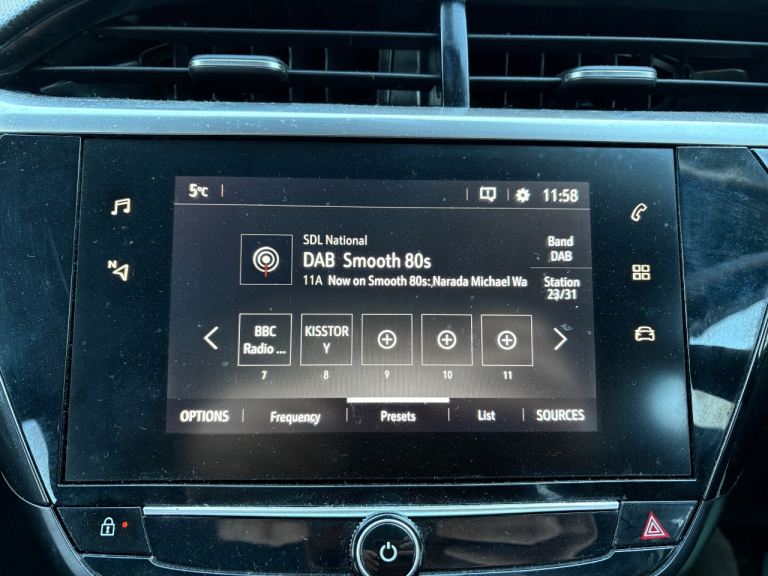 5°C 11:58
SDL National
DAB Smooth 80s
11A Now on Smooth 80s: Narada Michael Wa
Band
DAB
Station
23/31
BBC
Radio ...
KISSTOR
Y
7 8 9 10 11
OPTIONS Frequency Presets List SOURCES
N